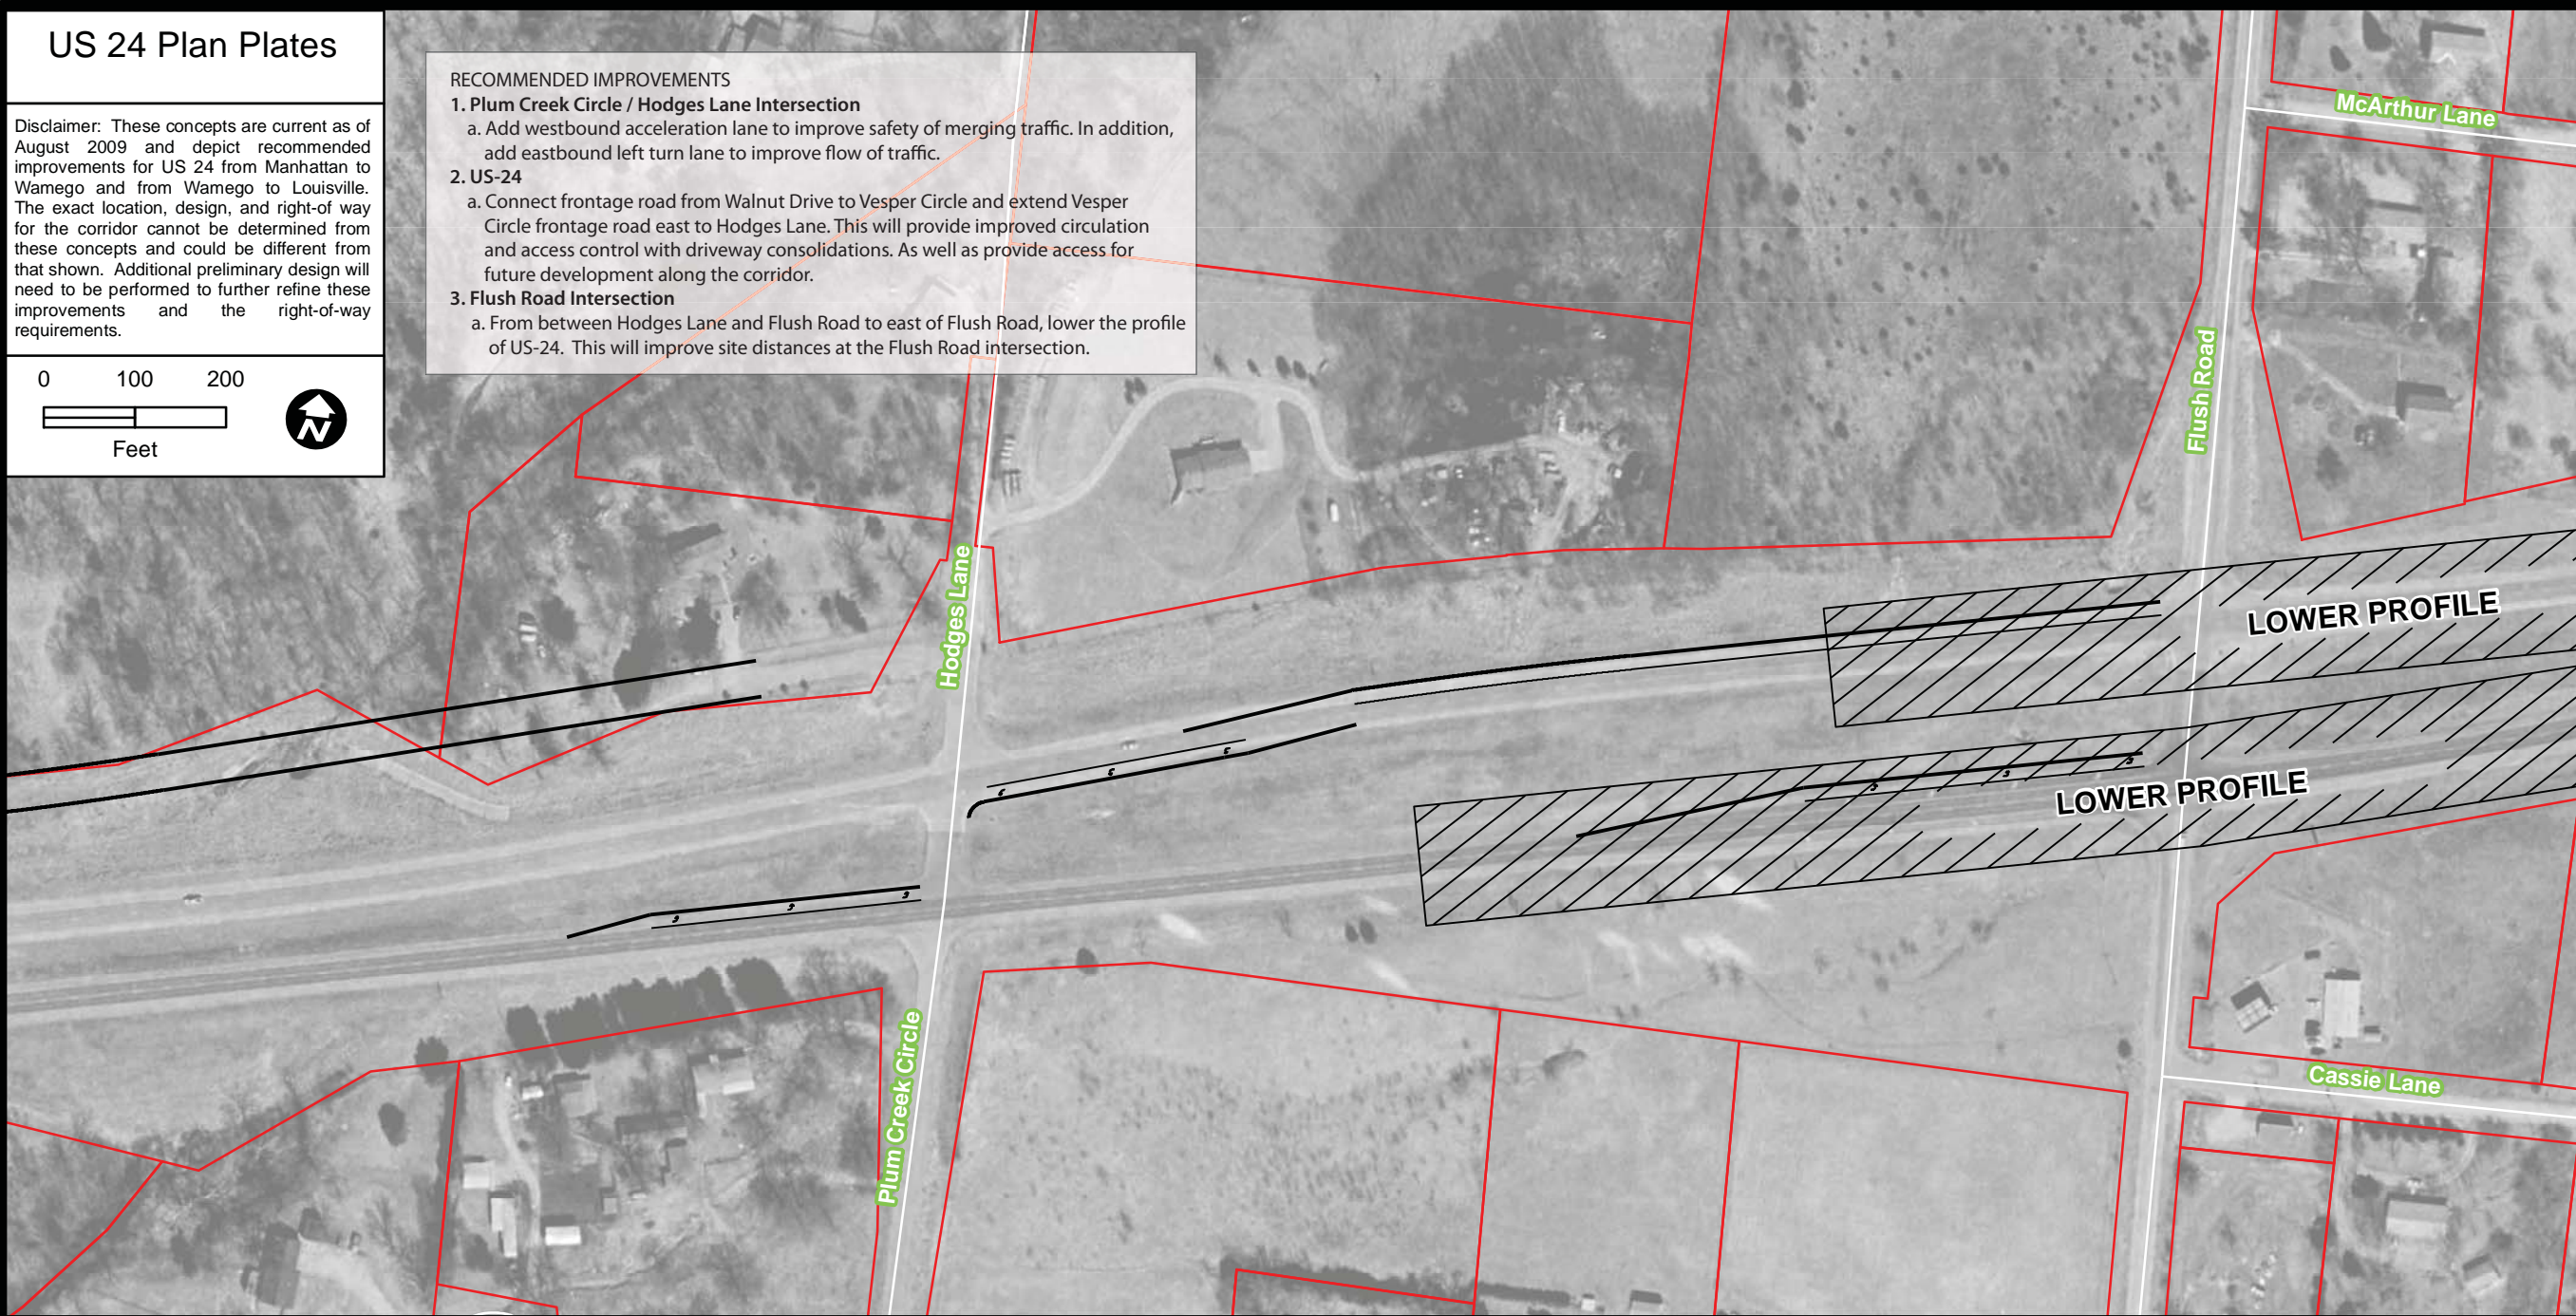 US 24 Plan Plates
Disclaimer: These concepts are current as of
August 2009 and depict recommended
improvements for US 24 from Manhattan to
Wamego and from Wamego to Louisville.
The exact location, design, and right-of way
for the corridor cannot be determined from
these concepts and could be different from
that shown. Additional preliminary design will
need to be performed to further refine these
improvements and the right-of-way
requirements.
0 100 200
Feet
N
RECOMMENDED IMPROVEMENTS
1. Plum Creek Circle / Hodges Lane Intersection
a. Add westbound acceleration lane to improve safety of merging traffic. In addition,
add eastbound left turn lane to improve flow of traffic.
2. US-24
a. Connect frontage road from Walnut Drive to Vesper Circle and extend Vesper
Circle frontage road east to Hodges Lane. This will provide improved circulation
and access control with driveway consolidations. As well as provide access for
future development along the corridor.
3. Flush Road Intersection
a. From between Hodges Lane and Flush Road to east of Flush Road, lower the profile
of US-24. This will improve site distances at the Flush Road intersection.
McArthur Lane
Flush Road
Hodges Lane
LOWER PROFILE
LOWER PROFILE
Plum Creek Circle
Cassie Lane